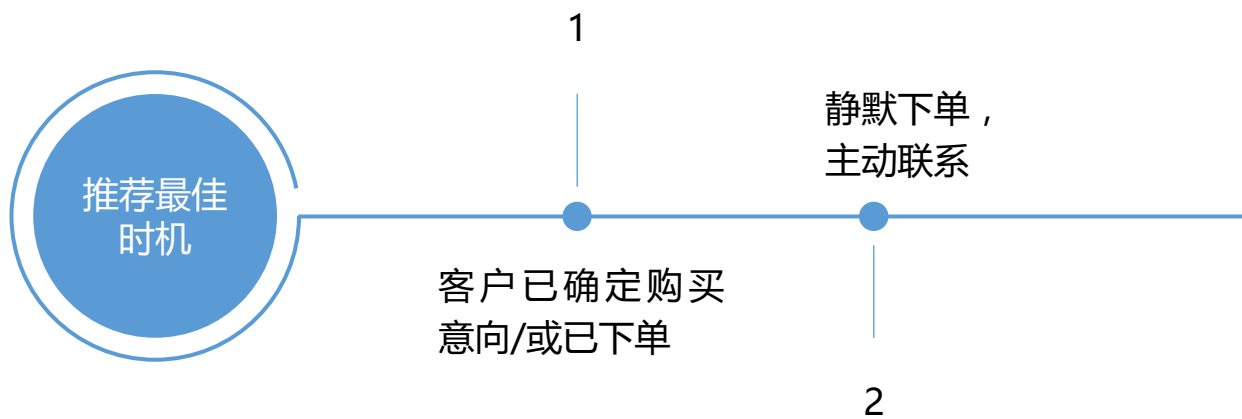 推荐最佳
时机
1
客户已确定购买
意向/或已下单
静默下单，
主动联系
2